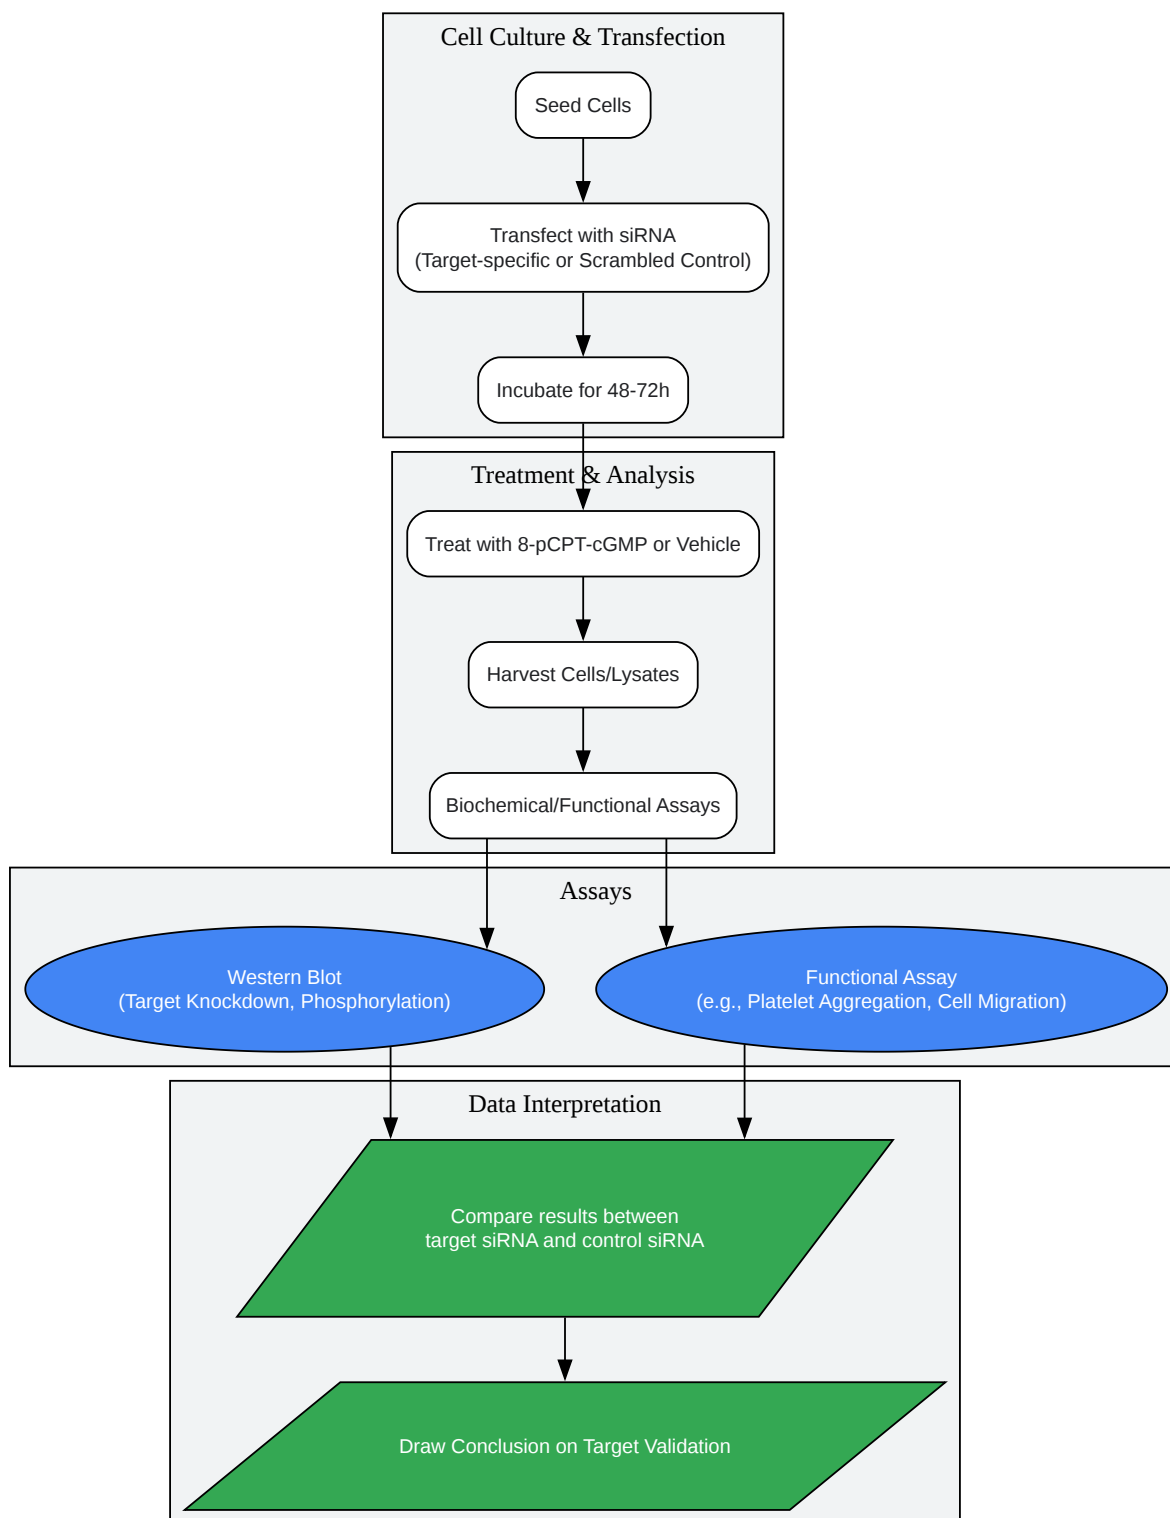 Cell Culture & Transfection
Seed Cells
Transfect with siRNA
(Target-specific or Scrambled Control)
Incubate for 48-72h
Treatment & Analysis
Treat with 8-pCPT-cGMP or Vehicle
Harvest Cells/Lysates
Biochemical/Functional Assays
Assays
Western Blot
(Target Knockdown, Phosphorylation)
Functional Assay
(e.g., Platelet Aggregation, Cell Migration)
Data Interpretation
Compare results between
target siRNA and control siRNA
Draw Conclusion on Target Validation